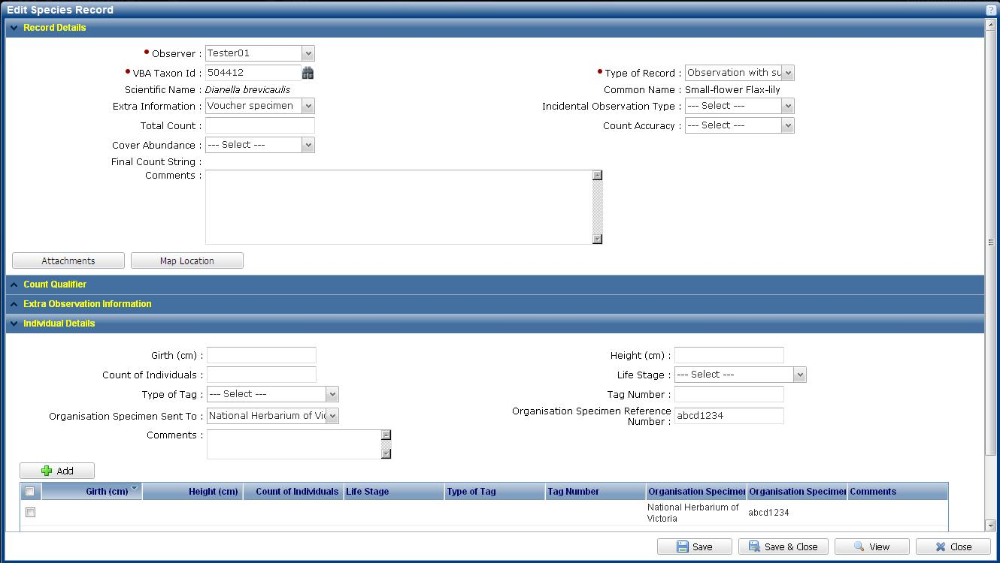 Edit Species Record ?
Record Details
Observer : Tester01
VBA Taxon Id : 504412 Type of Record : Observation with su
Scientific Name : Dianella brevicaulis Common Name : Small-flower Flax-lily
Extra Information : Voucher specimen Incidental Observation Type : --- Select ---
Total Count : Count Accuracy : --- Select ---
Cover Abundance : --- Select ---
Final Count String :
Comments :
Attachments Map Location
Count Qualifier
Extra Observation Information
Individual Details
Girth (cm) : Height (cm) :
Count of Individuals : Life Stage : --- Select ---
Type of Tag : --- Select --- Tag Number :
Organisation Specimen Sent To : National Herbarium of Vic Organisation Specimen Reference
Number : abcd1234
Comments :
Add
Girth (cm) Height (cm) Count of Individuals Life Stage Type of Tag Tag Number Organisation Specimen Organisation Specimen Comments
National Herbarium of
Victoria abcd1234
Save Save & Close View Close